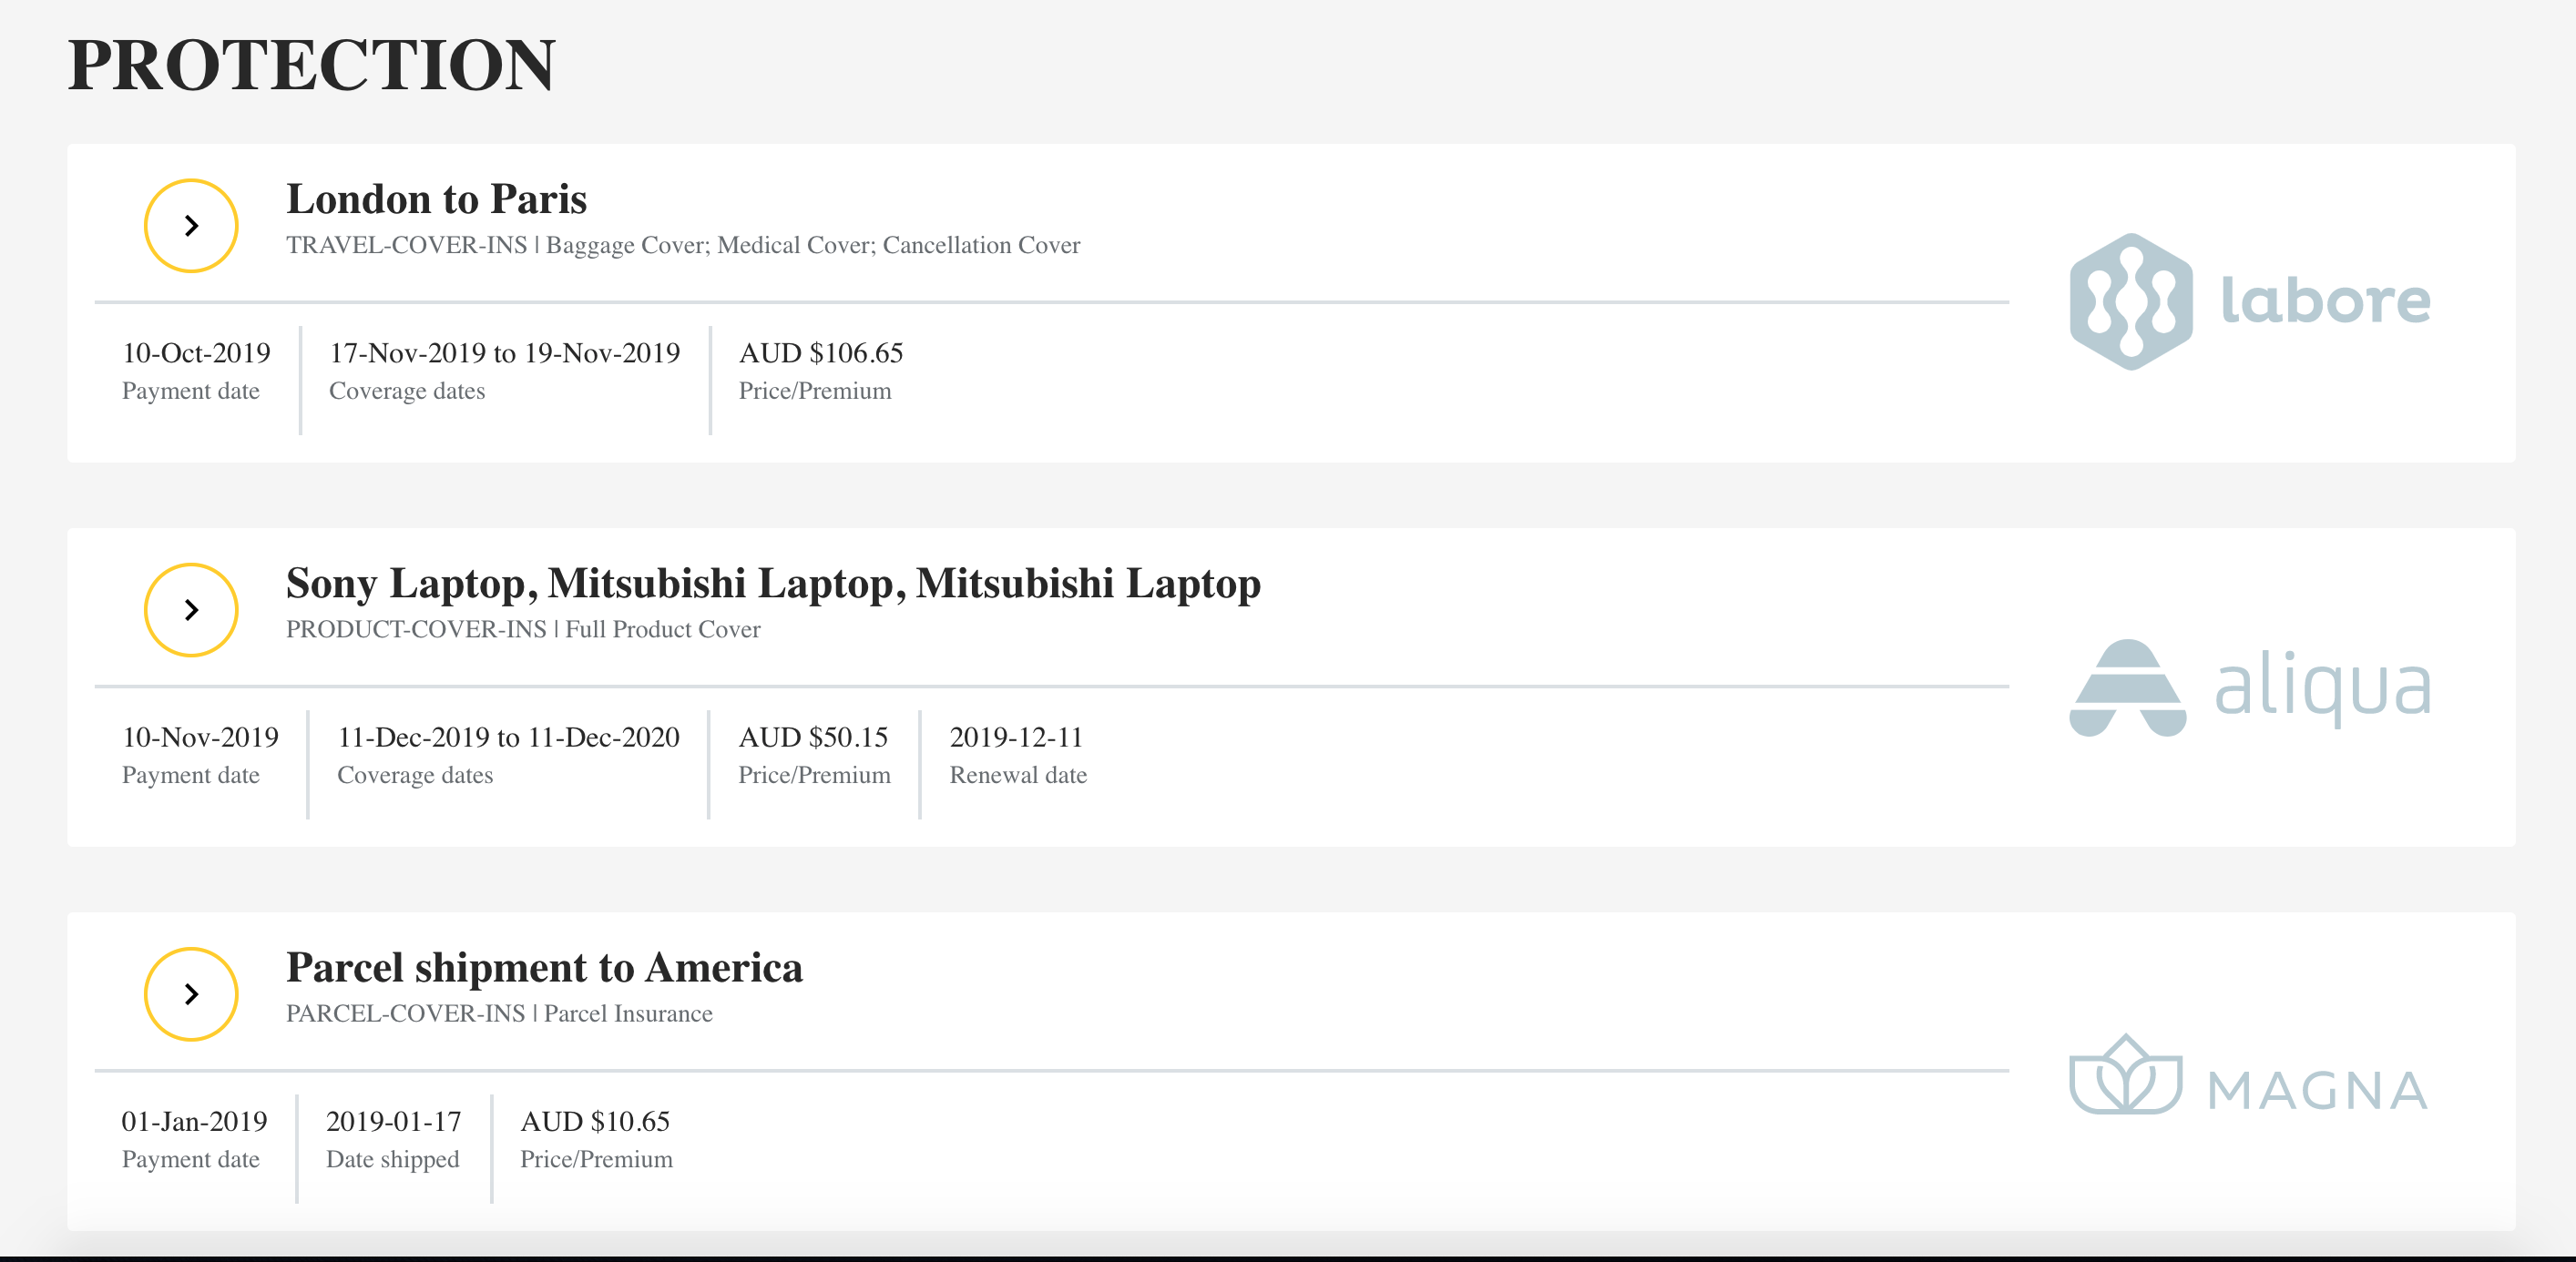 PROTECTION
London to Paris
TRAVEL-COVER-INS | Baggage Cover; Medical Cover; Cancellation Cover
labore
10-Oct-2019 17-Nov-2019 to 19-Nov-2019 AUD $106.65
Payment date Coverage dates Price/Premium
Sony Laptop, Mitsubishi Laptop, Mitsubishi Laptop
PRODUCT-COVER-INS | Full Product Cover
aliqua
10-Nov-2019 11-Dec-2019 to 11-Dec-2020 AUD $50.15 2019-12-11
Payment date Coverage dates Price/Premium Renewal date
Parcel shipment to America
PARCEL-COVER-INS | Parcel Insurance
MAGNA
01-Jan-2019 2019-01-17 AUD $10.65
Payment date Date shipped Price/Premium